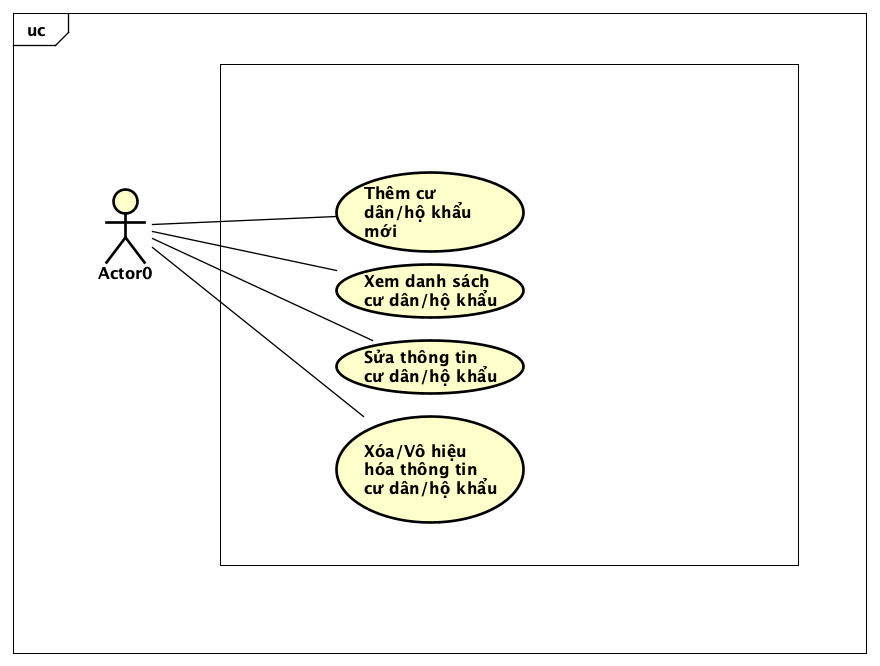 uc
Thêm cư
dân/hộ khẩu
mới
Actor0
Xem danh sách
cư dân/hộ khẩu
Sửa thông tin
cư dân/hộ khẩu
Xóa/Vô hiệu
hóa thông tin
cư dân/hộ khẩu